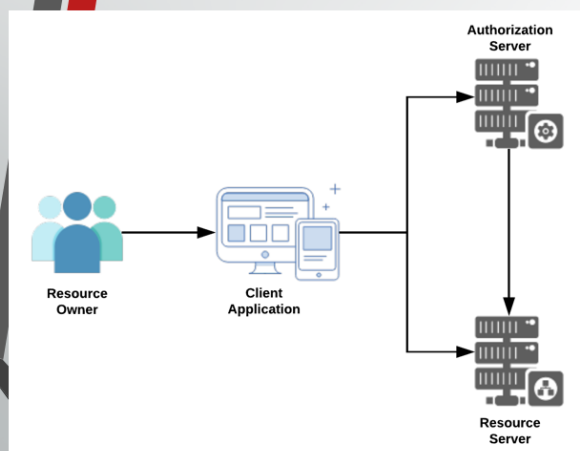 Authorization
Server
Resource
Owner
Client
Application
Resource
Server